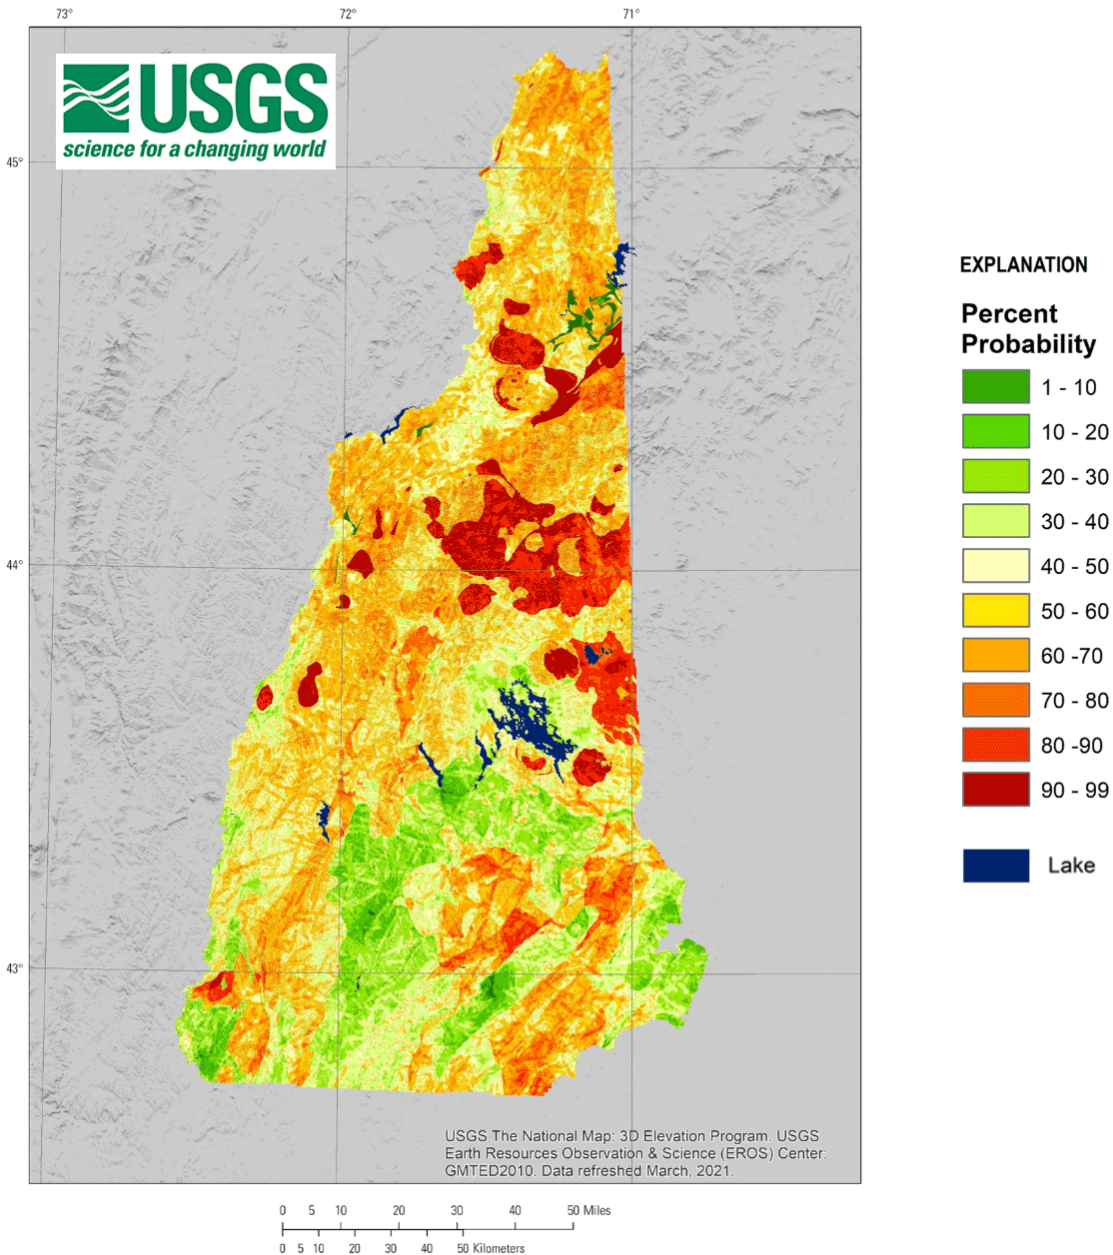 73° 72° 71°
USGS
science for a changing world
45°
44°
43°
EXPLANATION
Percent
Probability
1 - 10
10 - 20
20 - 30
30 - 40
40 - 50
50 - 60
60 -70
70 - 80
80 -90
90 - 99
Lake
USGS The National Map: 3D Elevation Program. USGS
Earth Resources Observation & Science (EROS) Center:
GMTED2010. Data refreshed March, 2021.
0 5 10 20 30 40 50 Miles
0 5 10 20 30 40 50 Kilometers